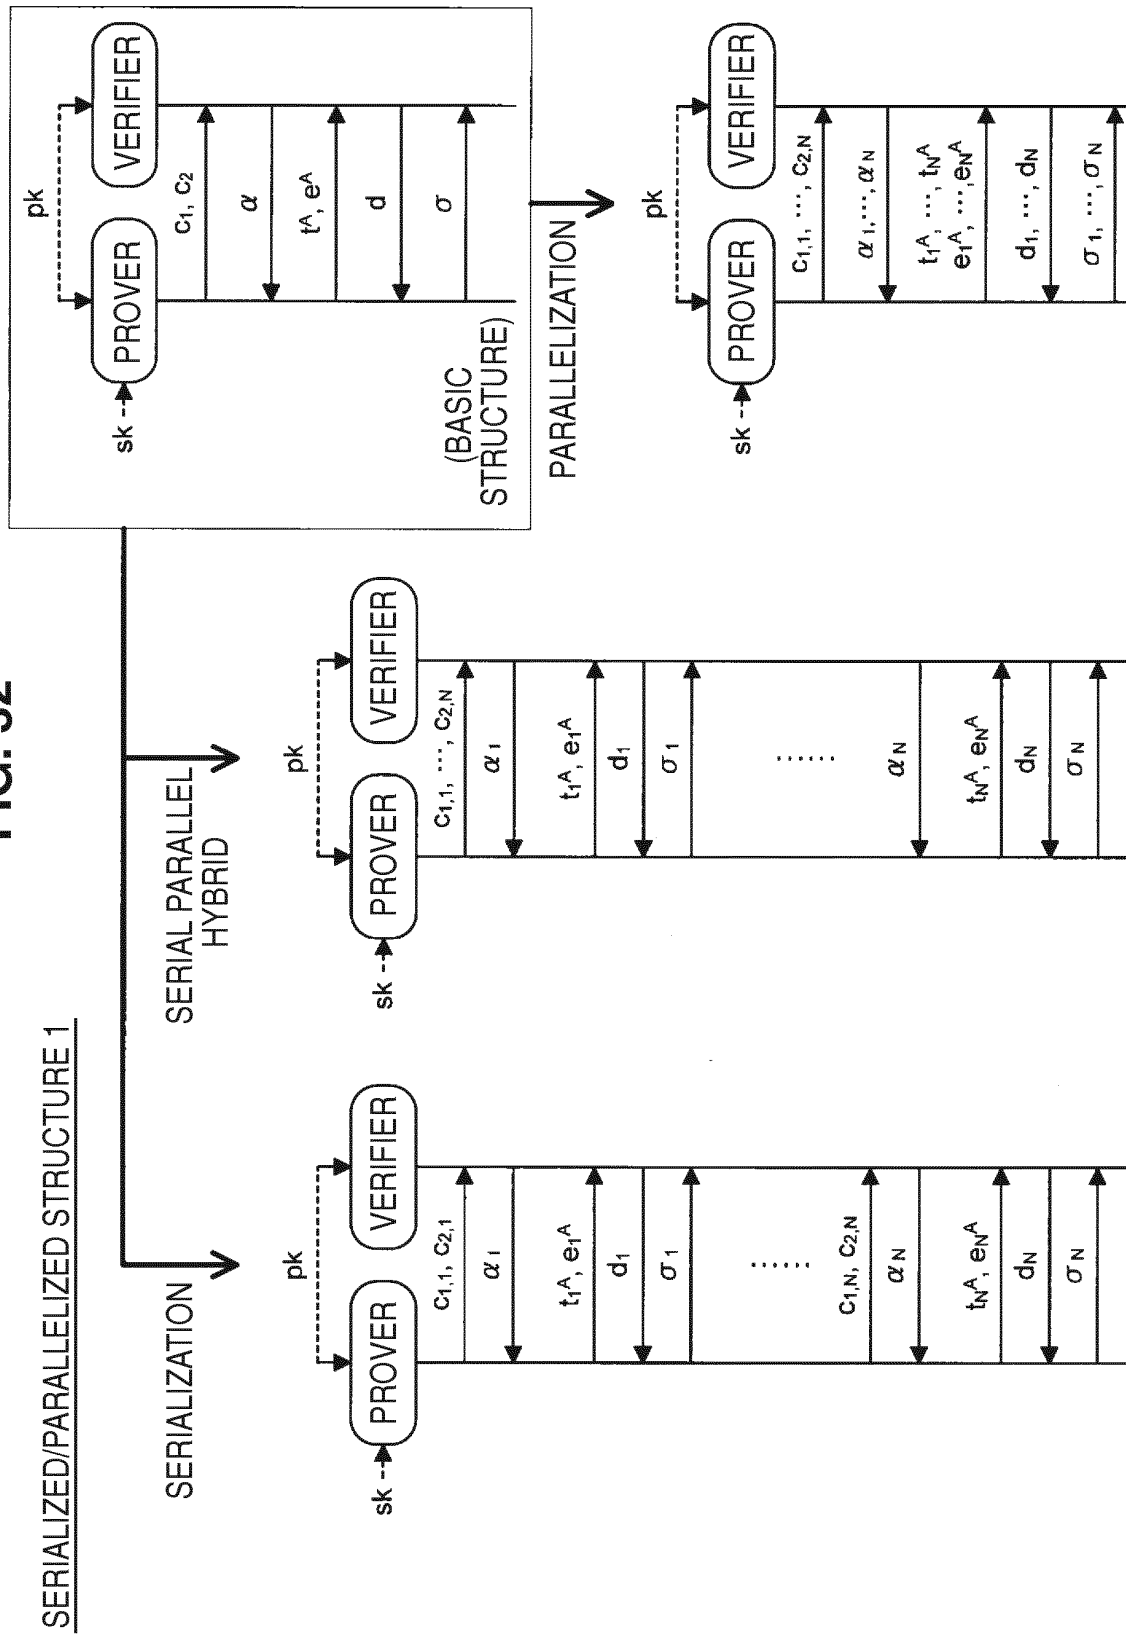 FIG. 32
SERIALIZED/PARALLELIZED STRUCTURE 1
SERIALIZATION
pk
sk
PROVER
VERIFIER
c₁,₁, c₂,₁
α₁
t₁ᴬ, e₁ᴬ
d₁
σ₁
......
c₁,N, c₂,N
αN
tNᴬ, eNᴬ
dN
σN
SERIAL PARALLEL
HYBRID
pk
sk
PROVER
VERIFIER
c₁,₁, ⋯, c₂,N
α₁
t₁ᴬ, e₁ᴬ
d₁
σ₁
......
αN
tNᴬ, eNᴬ
dN
σN
pk
sk
PROVER
VERIFIER
c₁, c₂
α
tᴬ, eᴬ
d
σ
(BASIC
STRUCTURE)
PARALLELIZATION
pk
sk
PROVER
VERIFIER
c₁,₁, ⋯, c₂,N
α₁,⋯, αN
t₁ᴬ, ⋯, tNᴬ
e₁ᴬ, ⋯,eNᴬ
d₁, ⋯, dN
σ₁, ⋯, σN